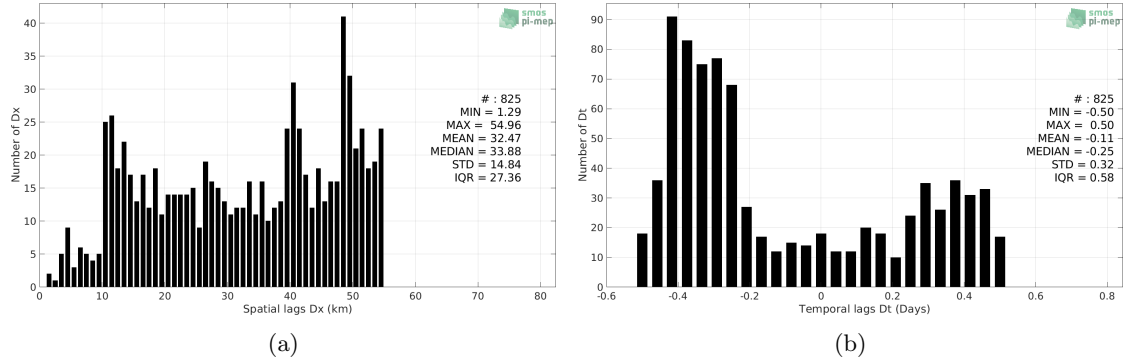 smos
pi-mep
40
35
30
25
20
15
10
5
0
Number of Dx
# : 825
MIN = 1.29
MAX = 54.96
MEAN = 32.47
MEDIAN = 33.88
STD = 14.84
IQR = 27.36
0 10 20 30 40 50 60 70 80
Spatial lags Dx (km)
(a)
smos
pi-mep
90
80
70
60
50
40
30
20
10
0
Number of Dt
# : 825
MIN = -0.50
MAX = 0.50
MEAN = -0.11
MEDIAN = -0.25
STD = 0.32
IQR = 0.58
-0.6 -0.4 -0.2 0 0.2 0.4 0.6 0.8
Temporal lags Dt (Days)
(b)